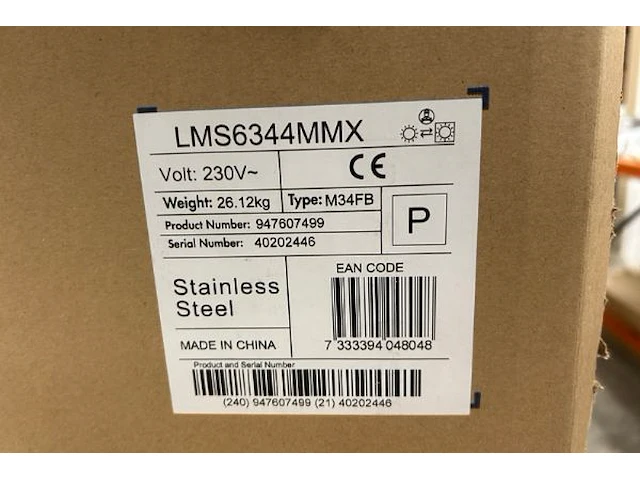 LMS6344MMX
Volt: 230V~
CE
Weight: 26.12kg
Type: M34FB
Product Number: 947607499
Serial Number: 40202446
P
Stainless
Steel
EAN CODE
7 333394 048048
MADE IN CHINA
Product and Serial Number
(240) 947607499 (21) 40202446